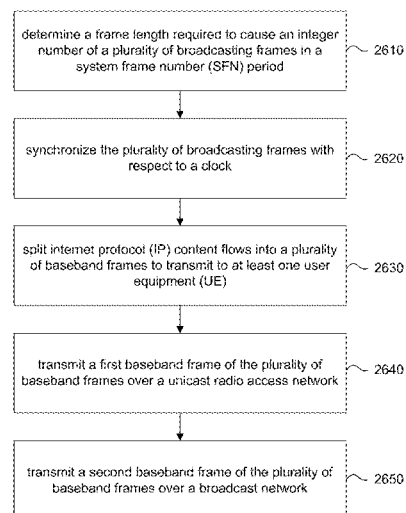 determine a frame length required to cause an integer
number of a plurality of broadcasting frames in a
system frame number (SFN) period
2610
synchronize the plurality of broadcasting frames with
respect to a clock
2620
split internet protocol (IP) content flows into a plurality
of baseband frames to transmit to at least one user
equipment (UE)
2630
transmit a first baseband frame of the plurality of
baseband frames over a unicast radio access network
2640
transmit a second baseband frame of the plurality of
baseband frames over a broadcast network
2650